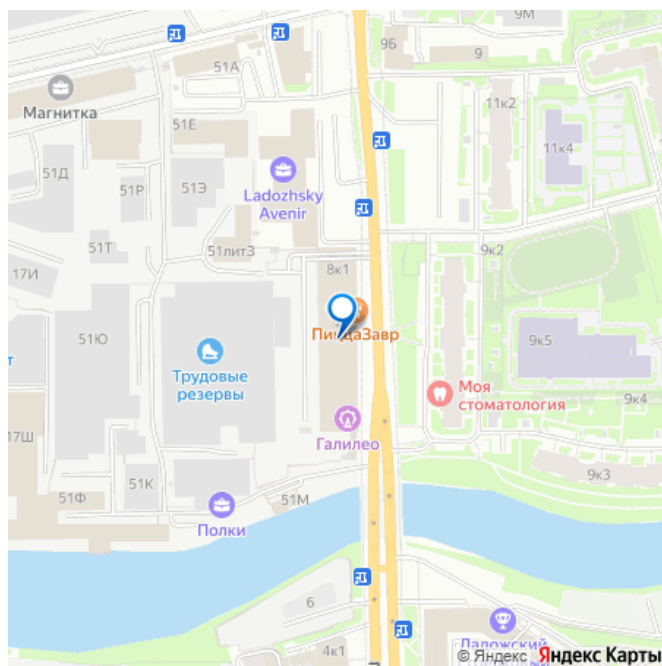 9М
9Б
9
51А
Магнитка
11к2
51Е
11к4
51Д
51Р
51Э
Ladozhsky
Avenir
51Т
51литЗ
9к2
17И
8к1
51Ю
ПиццаЗавр
9к5
т
Трудовые
резервы
Моя
стоматология
9к4
17Ш
Галилео
9к3
51Ф
51К
51М
Полки
6
4к1
Ладожский
© Яндекс Яндекс Карты